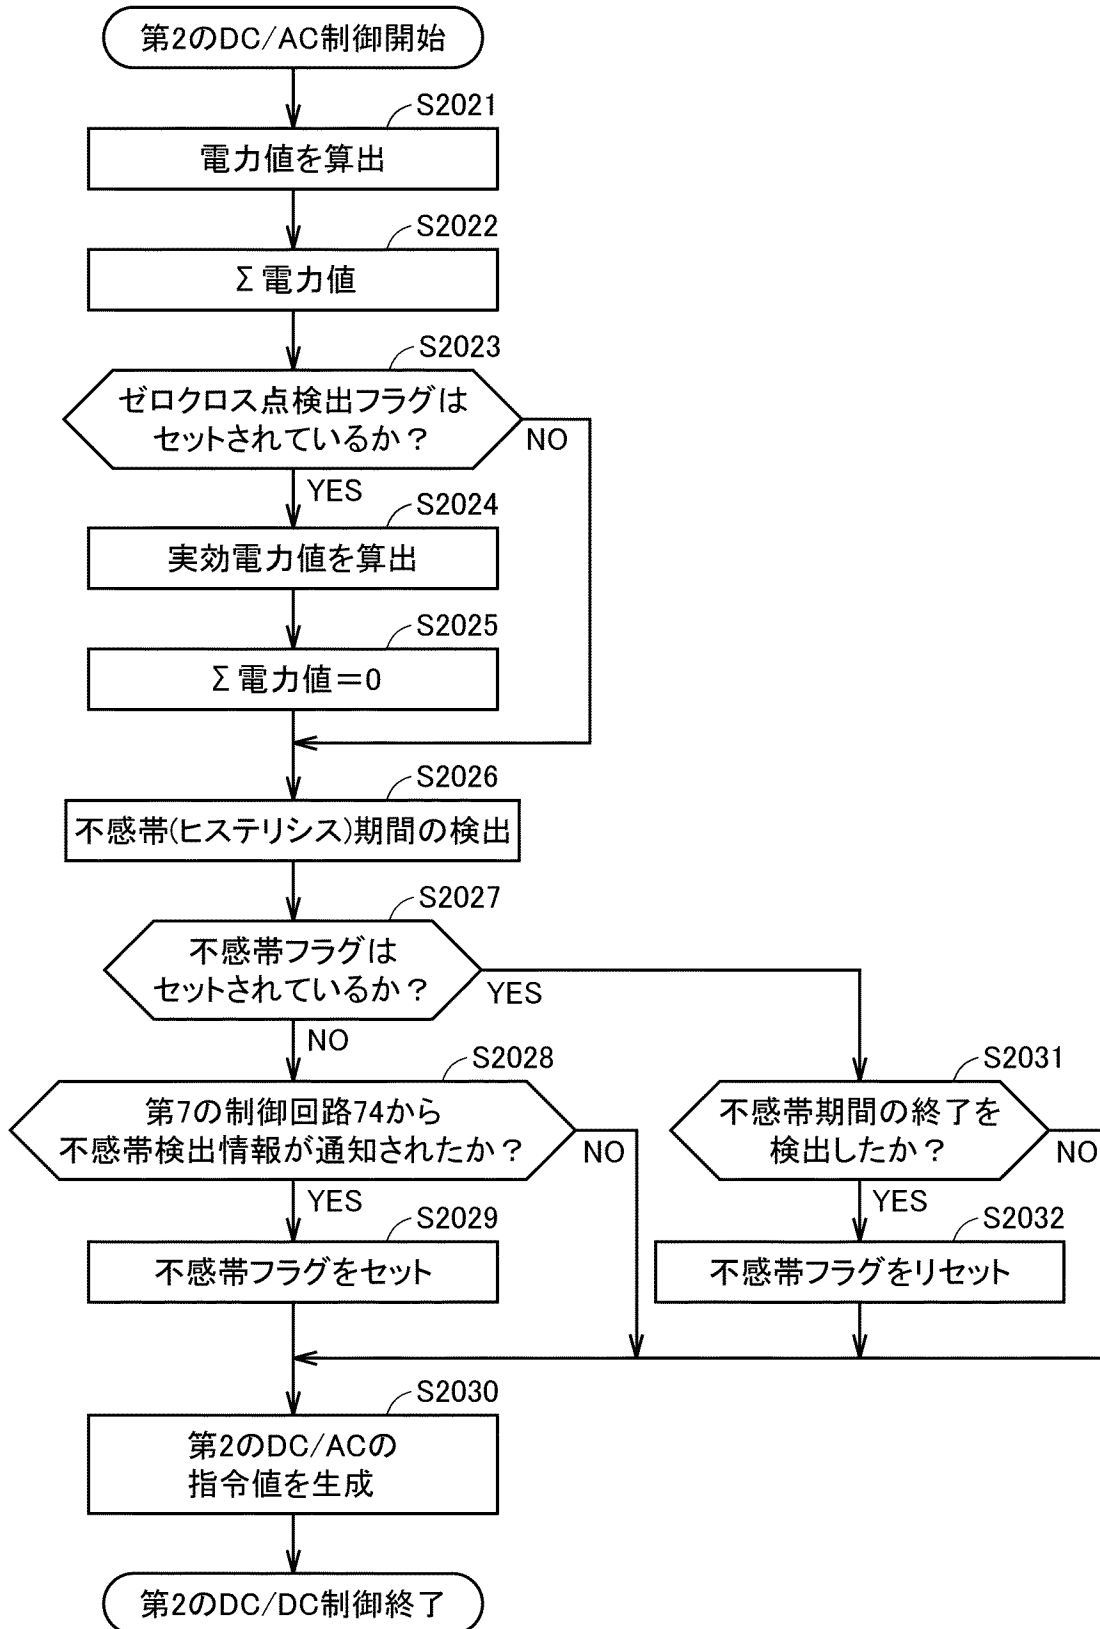 第2のDC/AC制御開始
S2021
電力値を算出
S2022
Σ電力値
S2023
ゼロクロス点検出フラグは
セットされているか?
NO
YES
S2024
実効電力値を算出
S2025
Σ電力値=0
S2026
不感帯(ヒステリシス)期間の検出
S2027
不感帯フラグは
セットされているか?
YES
NO
S2028
第7の制御回路74から
不感帯検出情報が通知されたか?
NO
YES
S2029
不感帯フラグをセット
S2031
不感帯期間の終了を
検出したか?
NO
YES
S2032
不感帯フラグをリセット
S2030
第2のDC/ACの
指令値を生成
第2のDC/DC制御終了